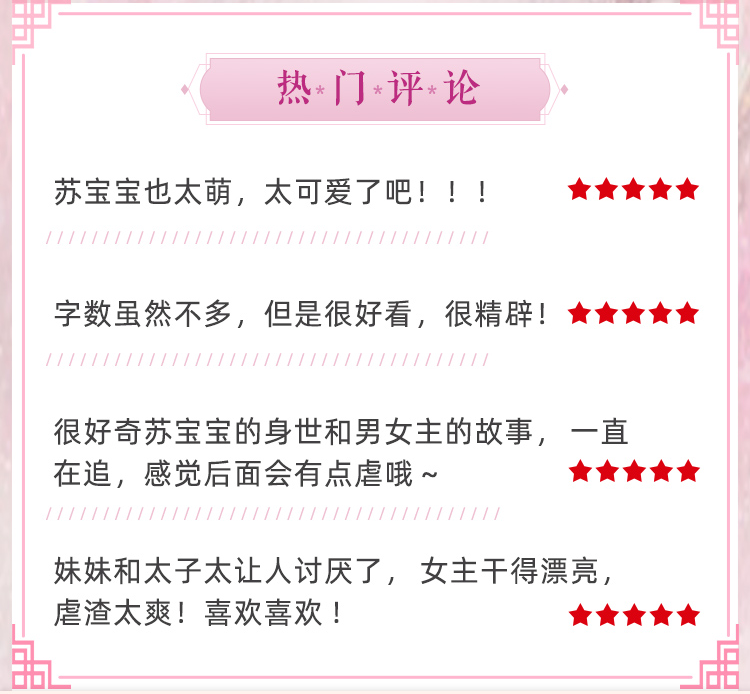 热*门*评*论
苏宝宝也太萌，太可爱了吧！！！
字数虽然不多，但是很好看，很精辟！
很好奇苏宝宝的身世和男女主的故事， 一直
在追，感觉后面会有点虐哦～
妹妹和太子太让人讨厌了， 女主干得漂亮，
虐渣太爽！喜欢喜欢！